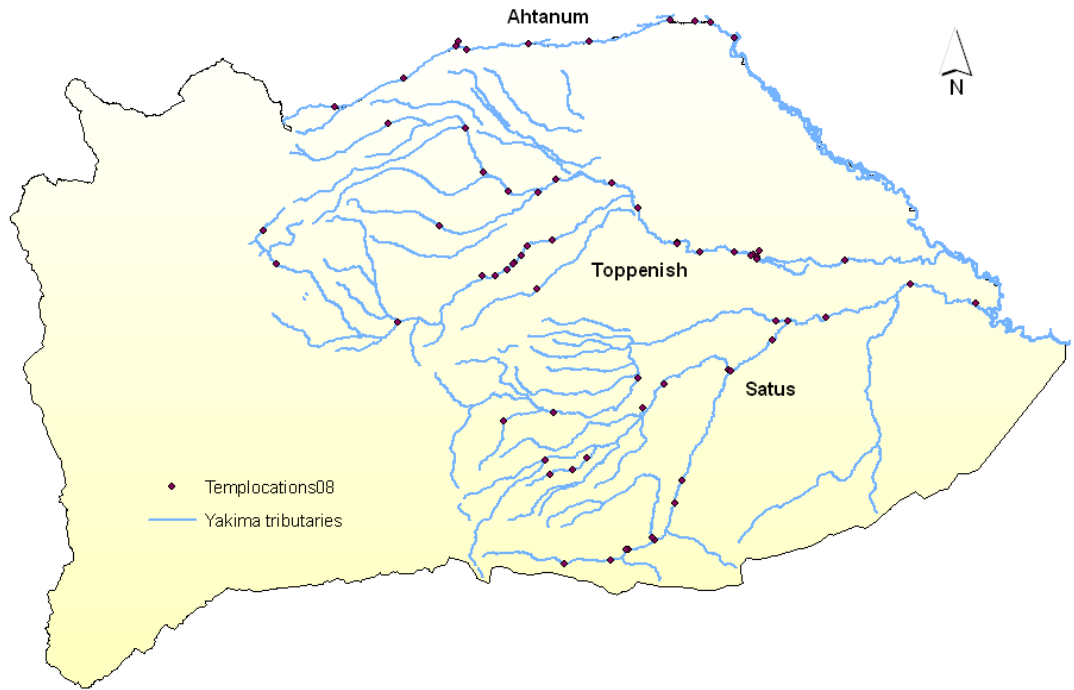 Ahtanum
N
Toppenish
Satus
Templocations08
Yakima tributaries